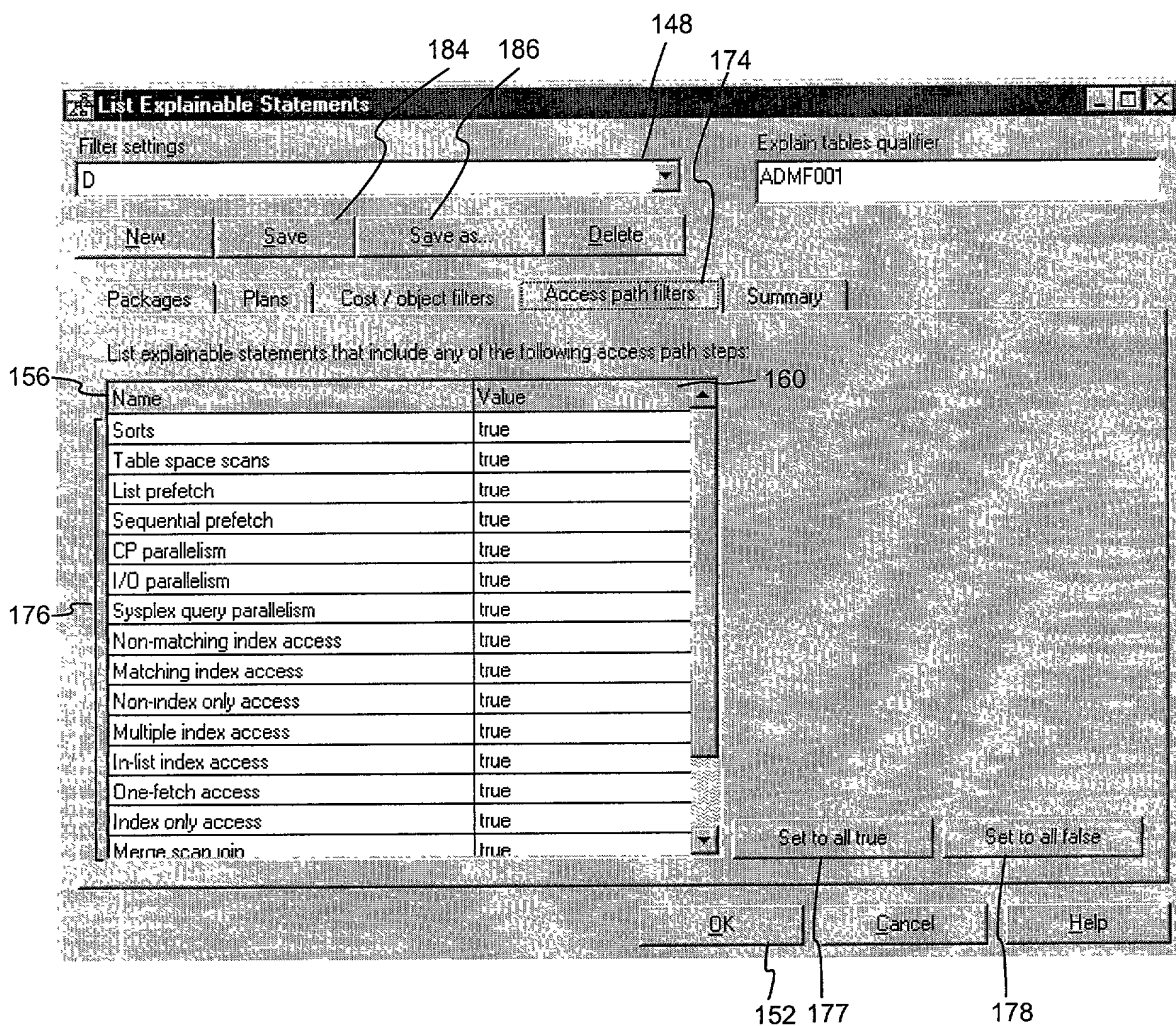 148
184 186 174
List Explainable Statements
Filter settings Explain tables qualifier
D ADMF001
New Save Save as... Delete
Packages Plans Cost / object filters Access path filters Summary
List explainable statements that include any of the following access path steps:
156 Name Value 160
Sorts true
Table space scans true
List prefetch true
Sequential prefetch true
CP parallelism true
I/O parallelism true
176 Sysplex query parallelism true
Non-matching index access true
Matching index access true
Non-index only access true
Multiple index access true
In-list index access true
One-fetch access true
Index only access true
Merge scan join true
Set to all true Set to all false
OK Cancel Help
152 177 178